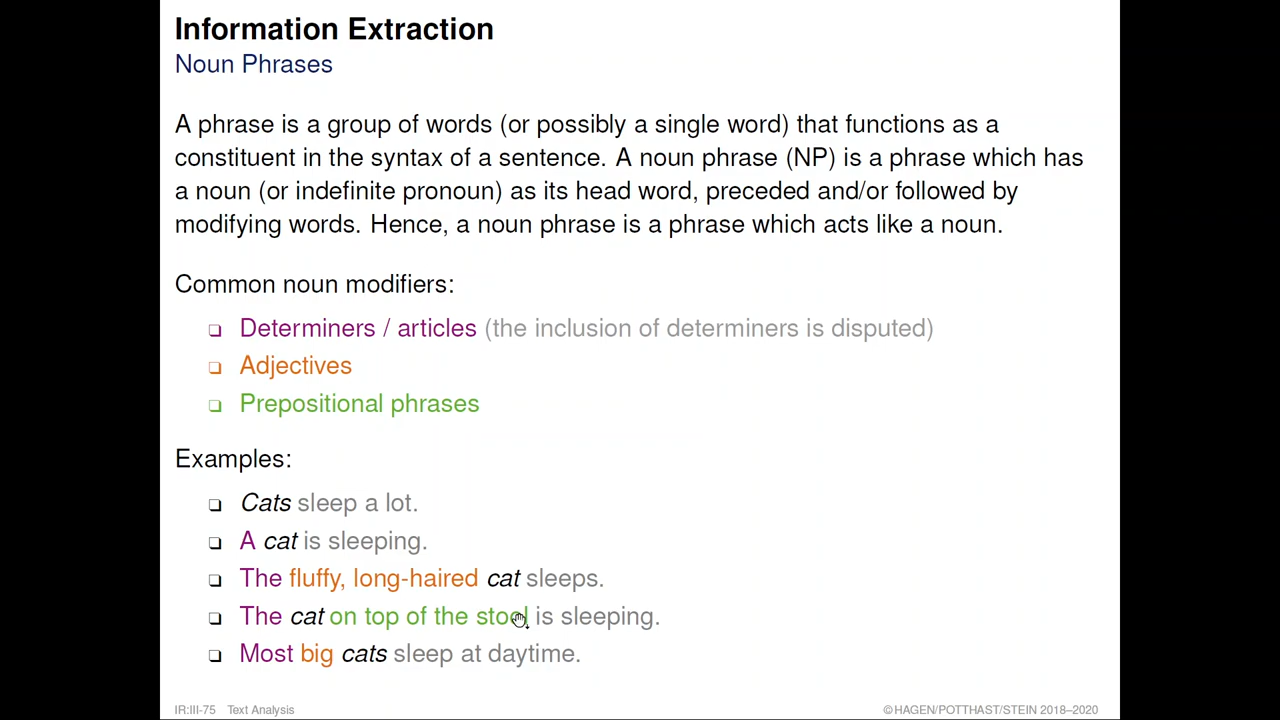 Information Extraction
Noun Phrases
A phrase is a group of words (or possibly a single word) that functions as a
constituent in the syntax of a sentence. A noun phrase (NP) is a phrase which has
a noun (or indefinite pronoun) as its head word, preceded and/or followed by
modifying words. Hence, a noun phrase is a phrase which acts like a noun.
Common noun modifiers:
❑ Determiners / articles (the inclusion of determiners is disputed)
❑ Adjectives
❑ Prepositional phrases
Examples:
❑ Cats sleep a lot.
❑ A cat is sleeping.
❑ The fluffy, long-haired cat sleeps.
❑ The cat on top of the stool is sleeping.
❑ Most big cats sleep at daytime.
IR:III-75 Text Analysis
©HAGEN/POTTHAST/STEIN 2018–2020